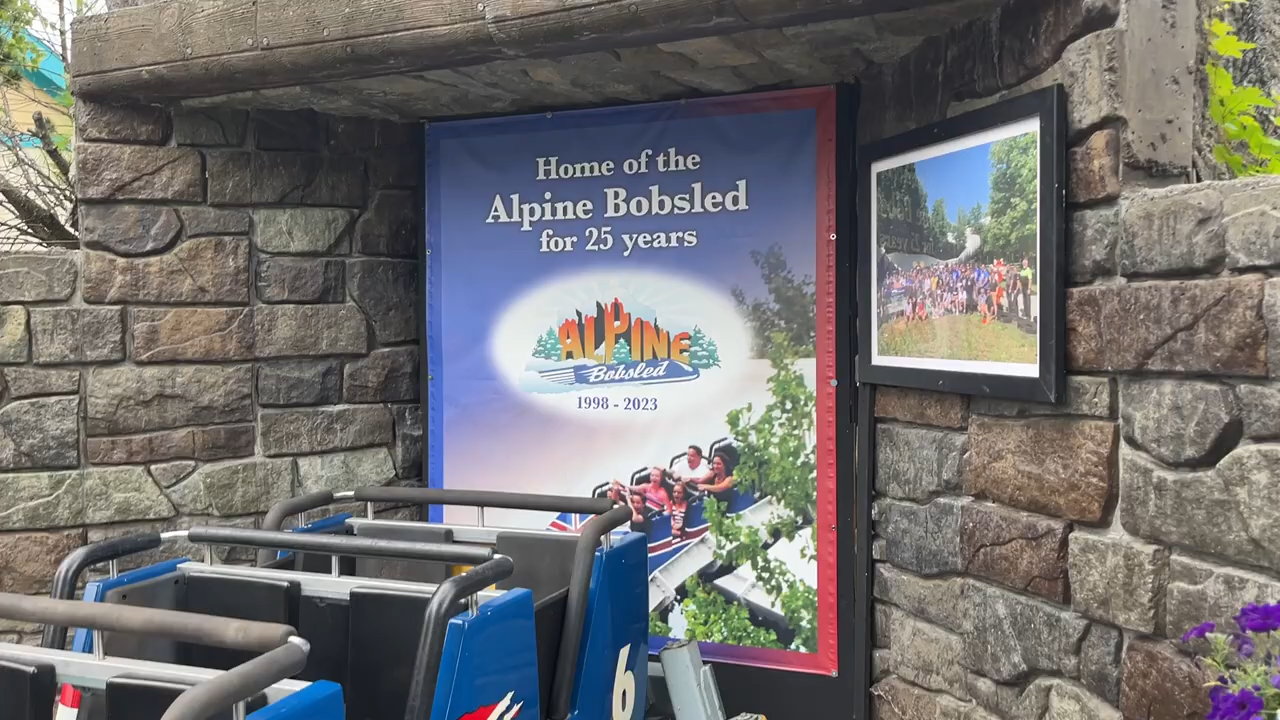 Home of the
Alpine Bobsled
for 25 years
ALPINE
Bobsled
1998 - 2023
6